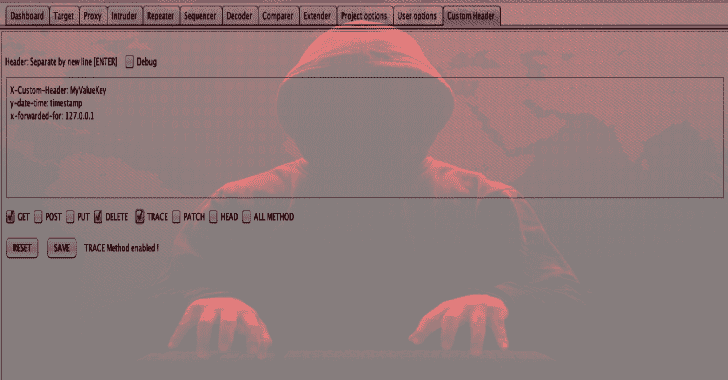 Dashboard Target Proxy Intruder Repeater Sequencer Decoder Comparer Extender Project options User options Custom Header
Header: Separate by new line [ENTER] Debug
X-Custom-Header: MyValueKey
y-date-time: timestamp
x-forwarded-for: 127.0.0.1
GET POST PUT DELETE TRACE PATCH HEAD ALL METHOD
RESET SAVE TRACE Method enabled !